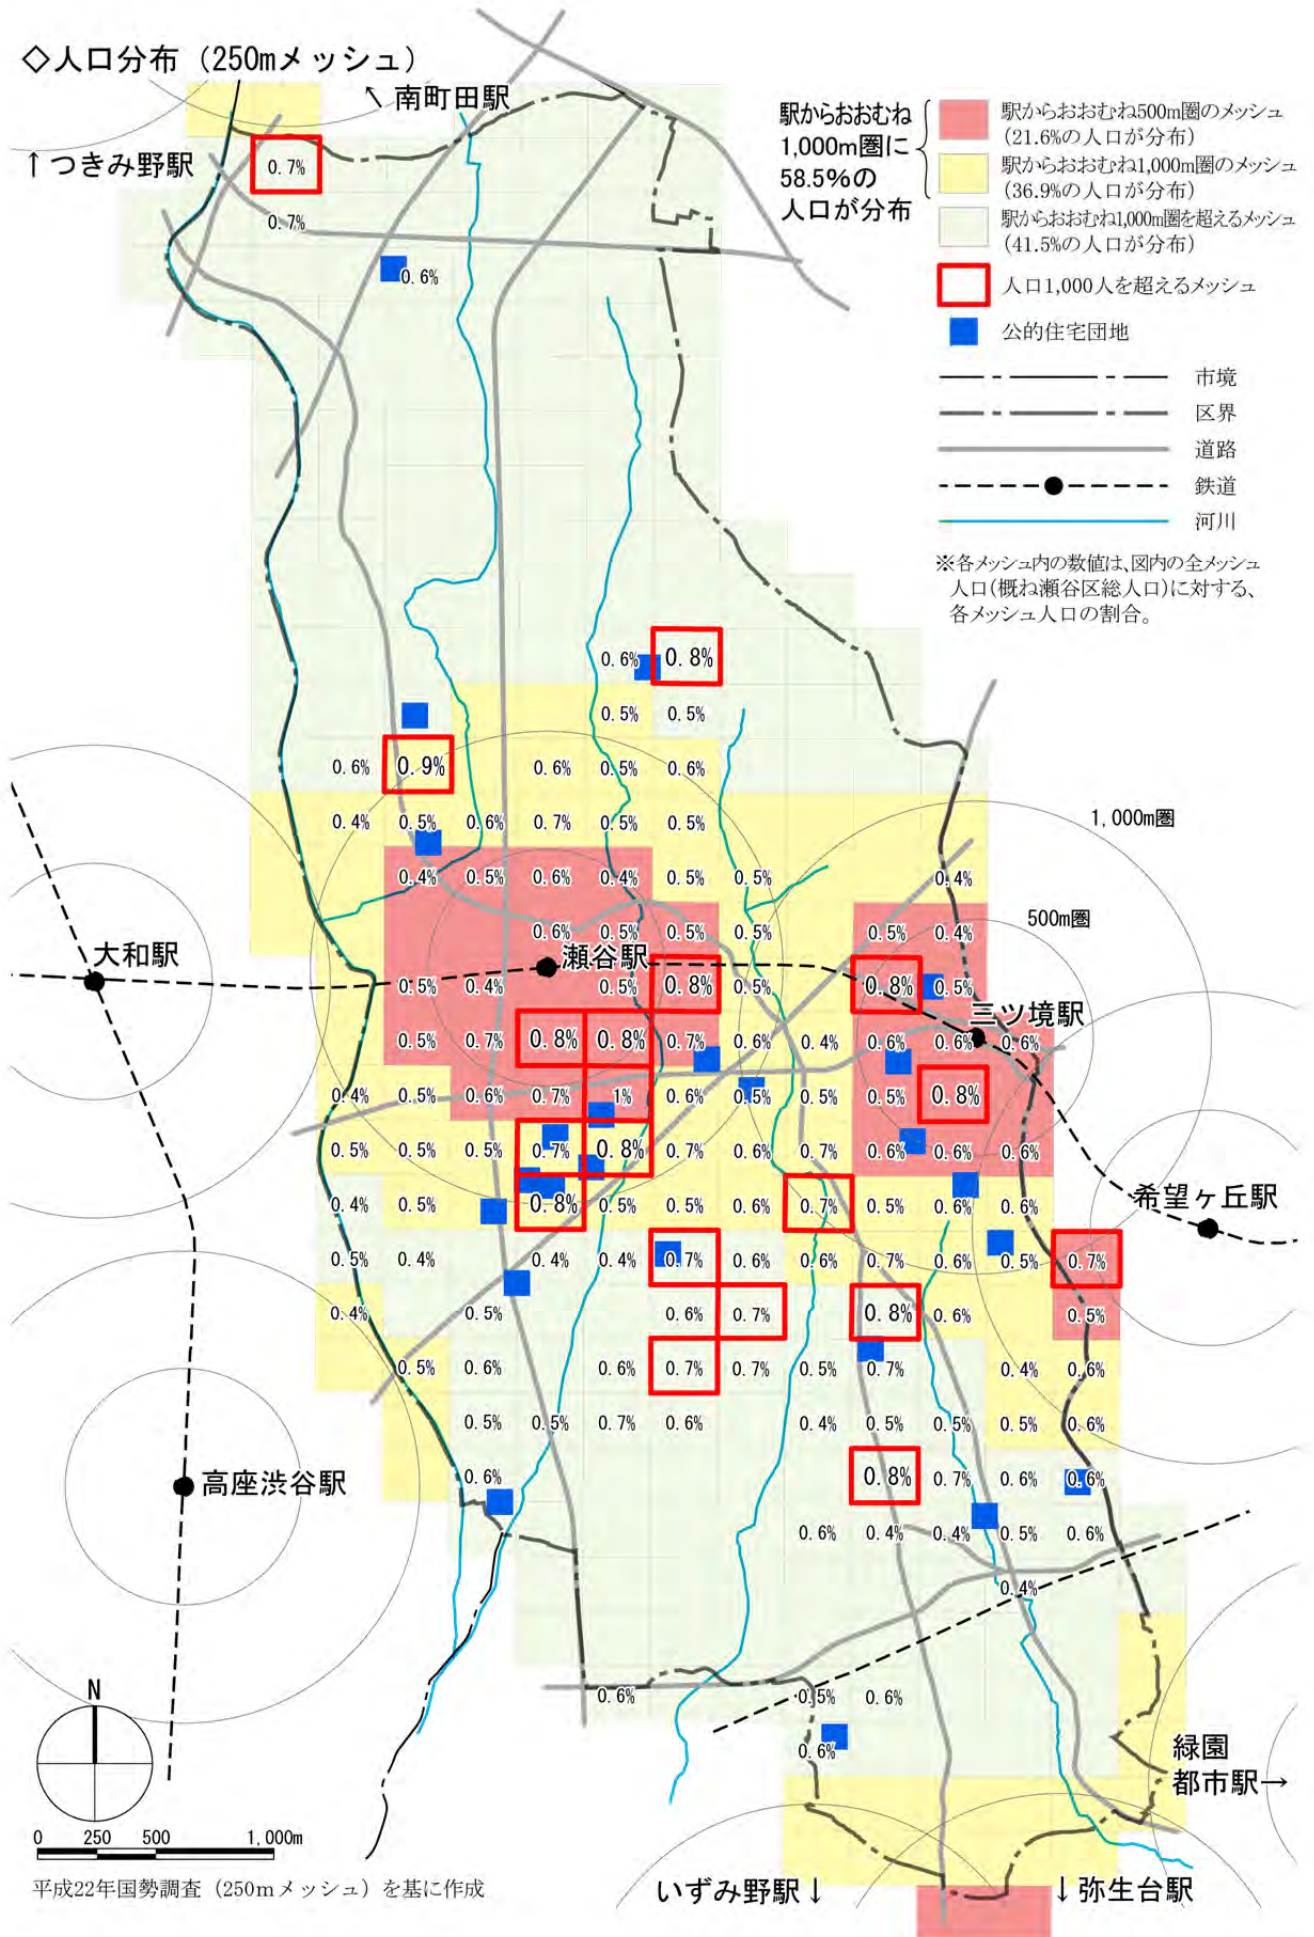 ◇人口分布（250mメッシュ）
↖ 南町田駅
↑つきみ野駅
駅からおおむね
1,000m圏に
58.5％の
人口が分布
駅からおおむね500m圏のメッシュ
(21.6%の人口が分布)
駅からおおむね1,000m圏のメッシュ
(36.9%の人口が分布)
駅からおおむね1,000m圏を超えるメッシュ
(41.5%の人口が分布)
人口1,000人を超えるメッシュ
公的住宅団地
市境
区界
道路
鉄道
河川
※各メッシュ内の数値は、図内の全メッシュ
人口(概ね瀬谷区総人口)に対する、
各メッシュ人口の割合。
0.7%
0.7%
0.6%
0.6% 0.8%
0.5% 0.5%
0.6% 0.9% 0.6% 0.5% 0.6%
1,000m圏
0.4% 0.5% 0.6% 0.7% 0.5% 0.5%
0.4% 0.5% 0.6% 0.4% 0.5% 0.5% 0.4%
500m圏
0.6% 0.5% 0.5% 0.5% 0.5% 0.4%
大和駅
瀬谷駅
0.5% 0.4% 0.5% 0.8% 0.5% 0.8% 0.5%
三ツ境駅
0.5% 0.7% 0.8% 0.8% 0.7% 0.6% 0.4% 0.6% 0.6% 0.6%
0.4% 0.5% 0.6% 0.7% 1% 0.6% 0.5% 0.5% 0.5% 0.8%
0.5% 0.5% 0.5% 0.7% 0.8% 0.7% 0.6% 0.7% 0.6% 0.6% 0.6%
0.4% 0.5% 0.8% 0.5% 0.5% 0.6% 0.7% 0.5% 0.6% 0.6%
希望ヶ丘駅
0.5% 0.4% 0.4% 0.4% 0.7% 0.6% 0.6% 0.7% 0.6% 0.5% 0.7%
0.4% 0.5% 0.6% 0.7% 0.8% 0.6% 0.5%
0.5% 0.6% 0.6% 0.7% 0.7% 0.5% 0.7% 0.4% 0.6%
0.5% 0.5% 0.7% 0.6% 0.4% 0.5% 0.5% 0.5% 0.6%
0.6% 0.8% 0.7% 0.6% 0.6%
高座渋谷駅
0.6% 0.4% 0.4% 0.5% 0.6%
0.4%
0.6% 0.5% 0.6%
0.6%
N
緑園
都市駅→
0 250 500 1,000m
平成22年国勢調査（250mメッシュ）を基に作成
いずみ野駅↓
↓弥生台駅